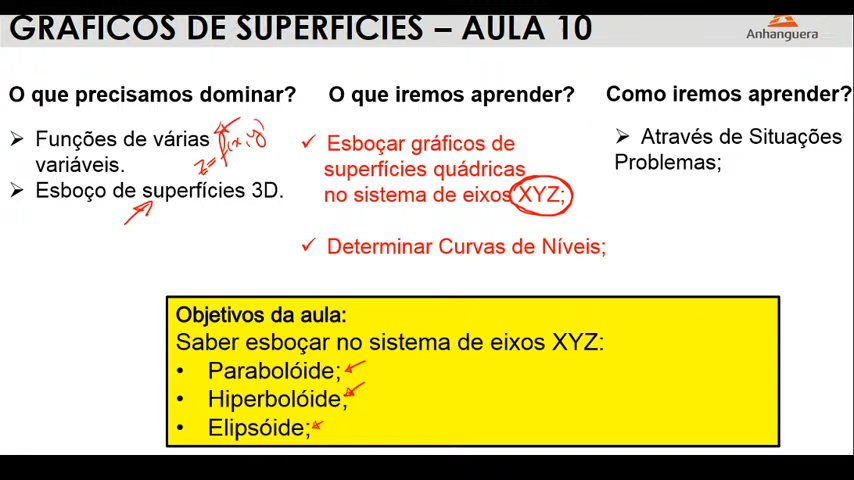 GRÁFICOS DE SUPERFÍCIES – AULA 10
Anhanguera
O que precisamos dominar?
Funções de várias
variáveis.
z=f(x,y)
Esboço de superfícies 3D.
O que iremos aprender?
Esboçar gráficos de
superfícies quádricas
no sistema de eixos XYZ;
Determinar Curvas de Níveis;
Como iremos aprender?
Através de Situações
Problemas;
Objetivos da aula:
Saber esboçar no sistema de eixos XYZ:
• Parabolóide;
• Hiperbolóide;
• Elipsóide;